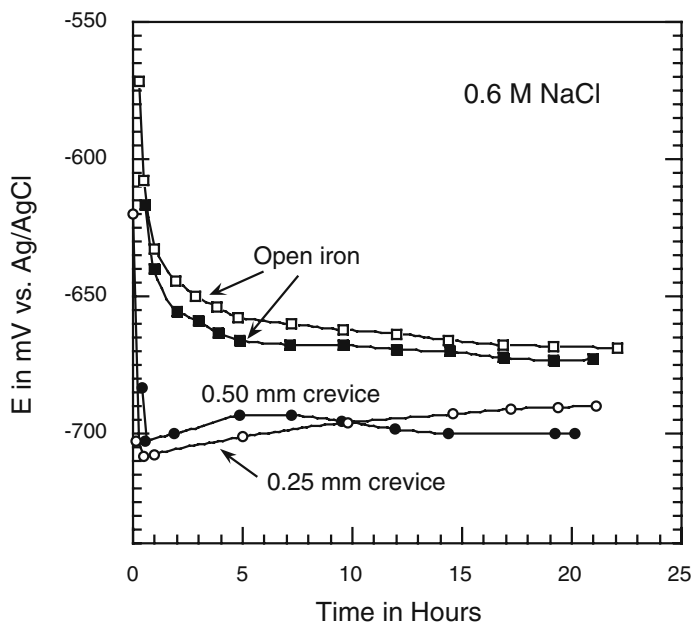 -550
-600
-650
-700
E in mV vs. Ag/AgCl
0.6 M NaCl
Open iron
0.50 mm crevice
0.25 mm crevice
0 5 10 15 20 25
Time in Hours